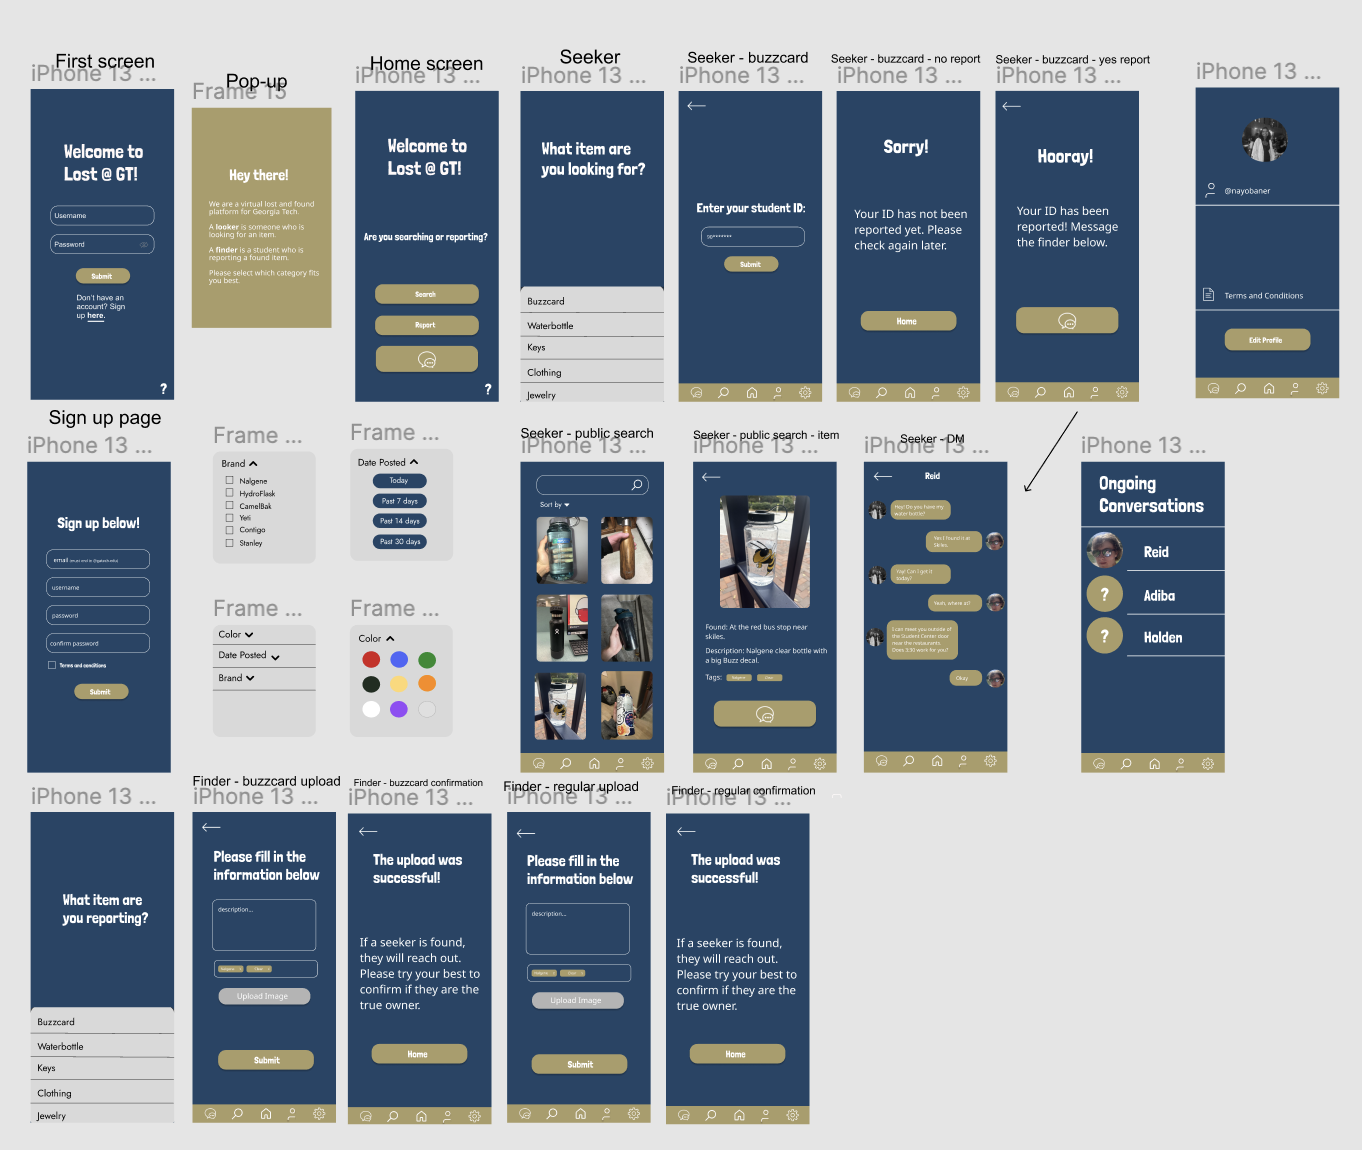 First screen
iPhone 13 ...
Welcome to
Lost @ GT!
Username
Password
Submit
Don't have an
account? Sign
up here.
?
Pop-up
Frame 15
Hey there!
We are a virtual lost and found
platform for Georgia Tech
A looker is someone who is
looking for an item.
A finder is a student who is
reporting a found item.
Please select which category fits
you best.
Home screen
iPhone 13 ...
Welcome to
Lost @ GT!
Are you searching or reporting?
Search
Report
?
Seeker
iPhone 13 ...
What item are
you looking for?
Buzzcard
Waterbottle
Keys
Clothing
Jewelry
Seeker - buzzcard
iPhone 13 ...
Enter your student ID:
90*******
Submit
Seeker - buzzcard - no report
iPhone 13 ...
Sorry!
Your ID has not been
reported yet. Please
check again later.
Home
Seeker - buzzcard - yes report
iPhone 13 ...
Hooray!
Your ID has been
reported! Message
the finder below.
iPhone 13 ...
@nayobaner
Terms and Conditions
Edit Profile
Sign up page
iPhone 13 ...
Sign up below!
email (must end in @gatech.edu)
username
password
confirm password
Terms and conditions
Submit
Frame ...
Brand
Nalgene
HydroFlask
CamelBak
Yeti
Contigo
Stanley
Frame ...
Date Posted
Today
Past 7 days
Past 14 days
Past 30 days
Frame ...
Color
Date Posted
Brand
Frame ...
Color
Seeker - public search
iPhone 13 ...
Sort by
Seeker - public search - item
iPhone 13 ...
Found: At the red bus stop near
skiles.
Description: Nalgene clear bottle with
a big Buzz decal.
Tags: Nalgene Clear
Seeker - DM
iPhone 13 ...
Reid
Hey! Do you have my
water bottle?
Yes I found it at
Skiles.
Yay! Can I get it
today?
Yeah, where at?
I can meet you outside of
the Student Center door
near the restaurants.
Does 3:30 work for you?
Okay
iPhone 13 ...
Ongoing
Conversations
Reid
? Adiba
? Holden
iPhone 13 ...
What item are
you reporting?
Buzzcard
Waterbottle
Keys
Clothing
Jewelry
Finder - buzzcard upload
iPhone 13 ...
Please fill in the
information below
description...
Nalgene x Clear x
Upload Image
Submit
Finder - buzzcard confirmation
iPhone 13 ...
The upload was
successful!
If a seeker is found,
they will reach out.
Please try your best to
confirm if they are the
true owner.
Home
Finder - regular upload
iPhone 13 ...
Please fill in the
information below
description...
Nalgene x Clear x
Upload Image
Submit
Finder - regular confirmation
iPhone 13 ...
The upload was
successful!
If a seeker is found,
they will reach out.
Please try your best to
confirm if they are the
true owner.
Home